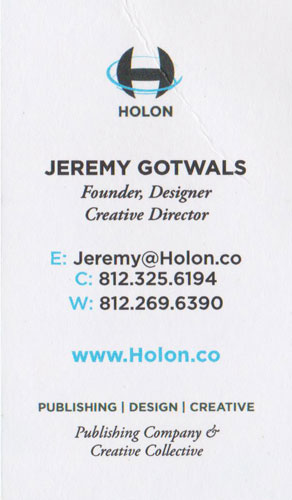 HOLON
JEREMY GOTWALS
Founder, Designer
Creative Director
E: Jeremy@Holon.co
C: 812.325.6194
W: 812.269.6390
www.Holon.co
PUBLISHING | DESIGN | CREATIVE
Publishing Company &
Creative Collective